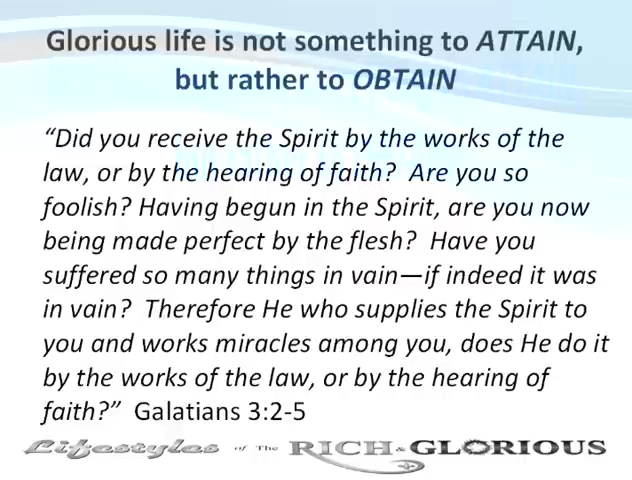 Glorious life is not something to ATTAIN,
but rather to OBTAIN
“Did you receive the Spirit by the works of the
law, or by the hearing of faith?  Are you so
foolish? Having begun in the Spirit, are you now
being made perfect by the flesh?  Have you
suffered so many things in vain—if indeed it was
in vain?  Therefore He who supplies the Spirit to
you and works miracles among you, does He do it
by the works of the law, or by the hearing of
faith?”  Galatians 3:2-5
Lifestyles of The RICH & GLORIOUS